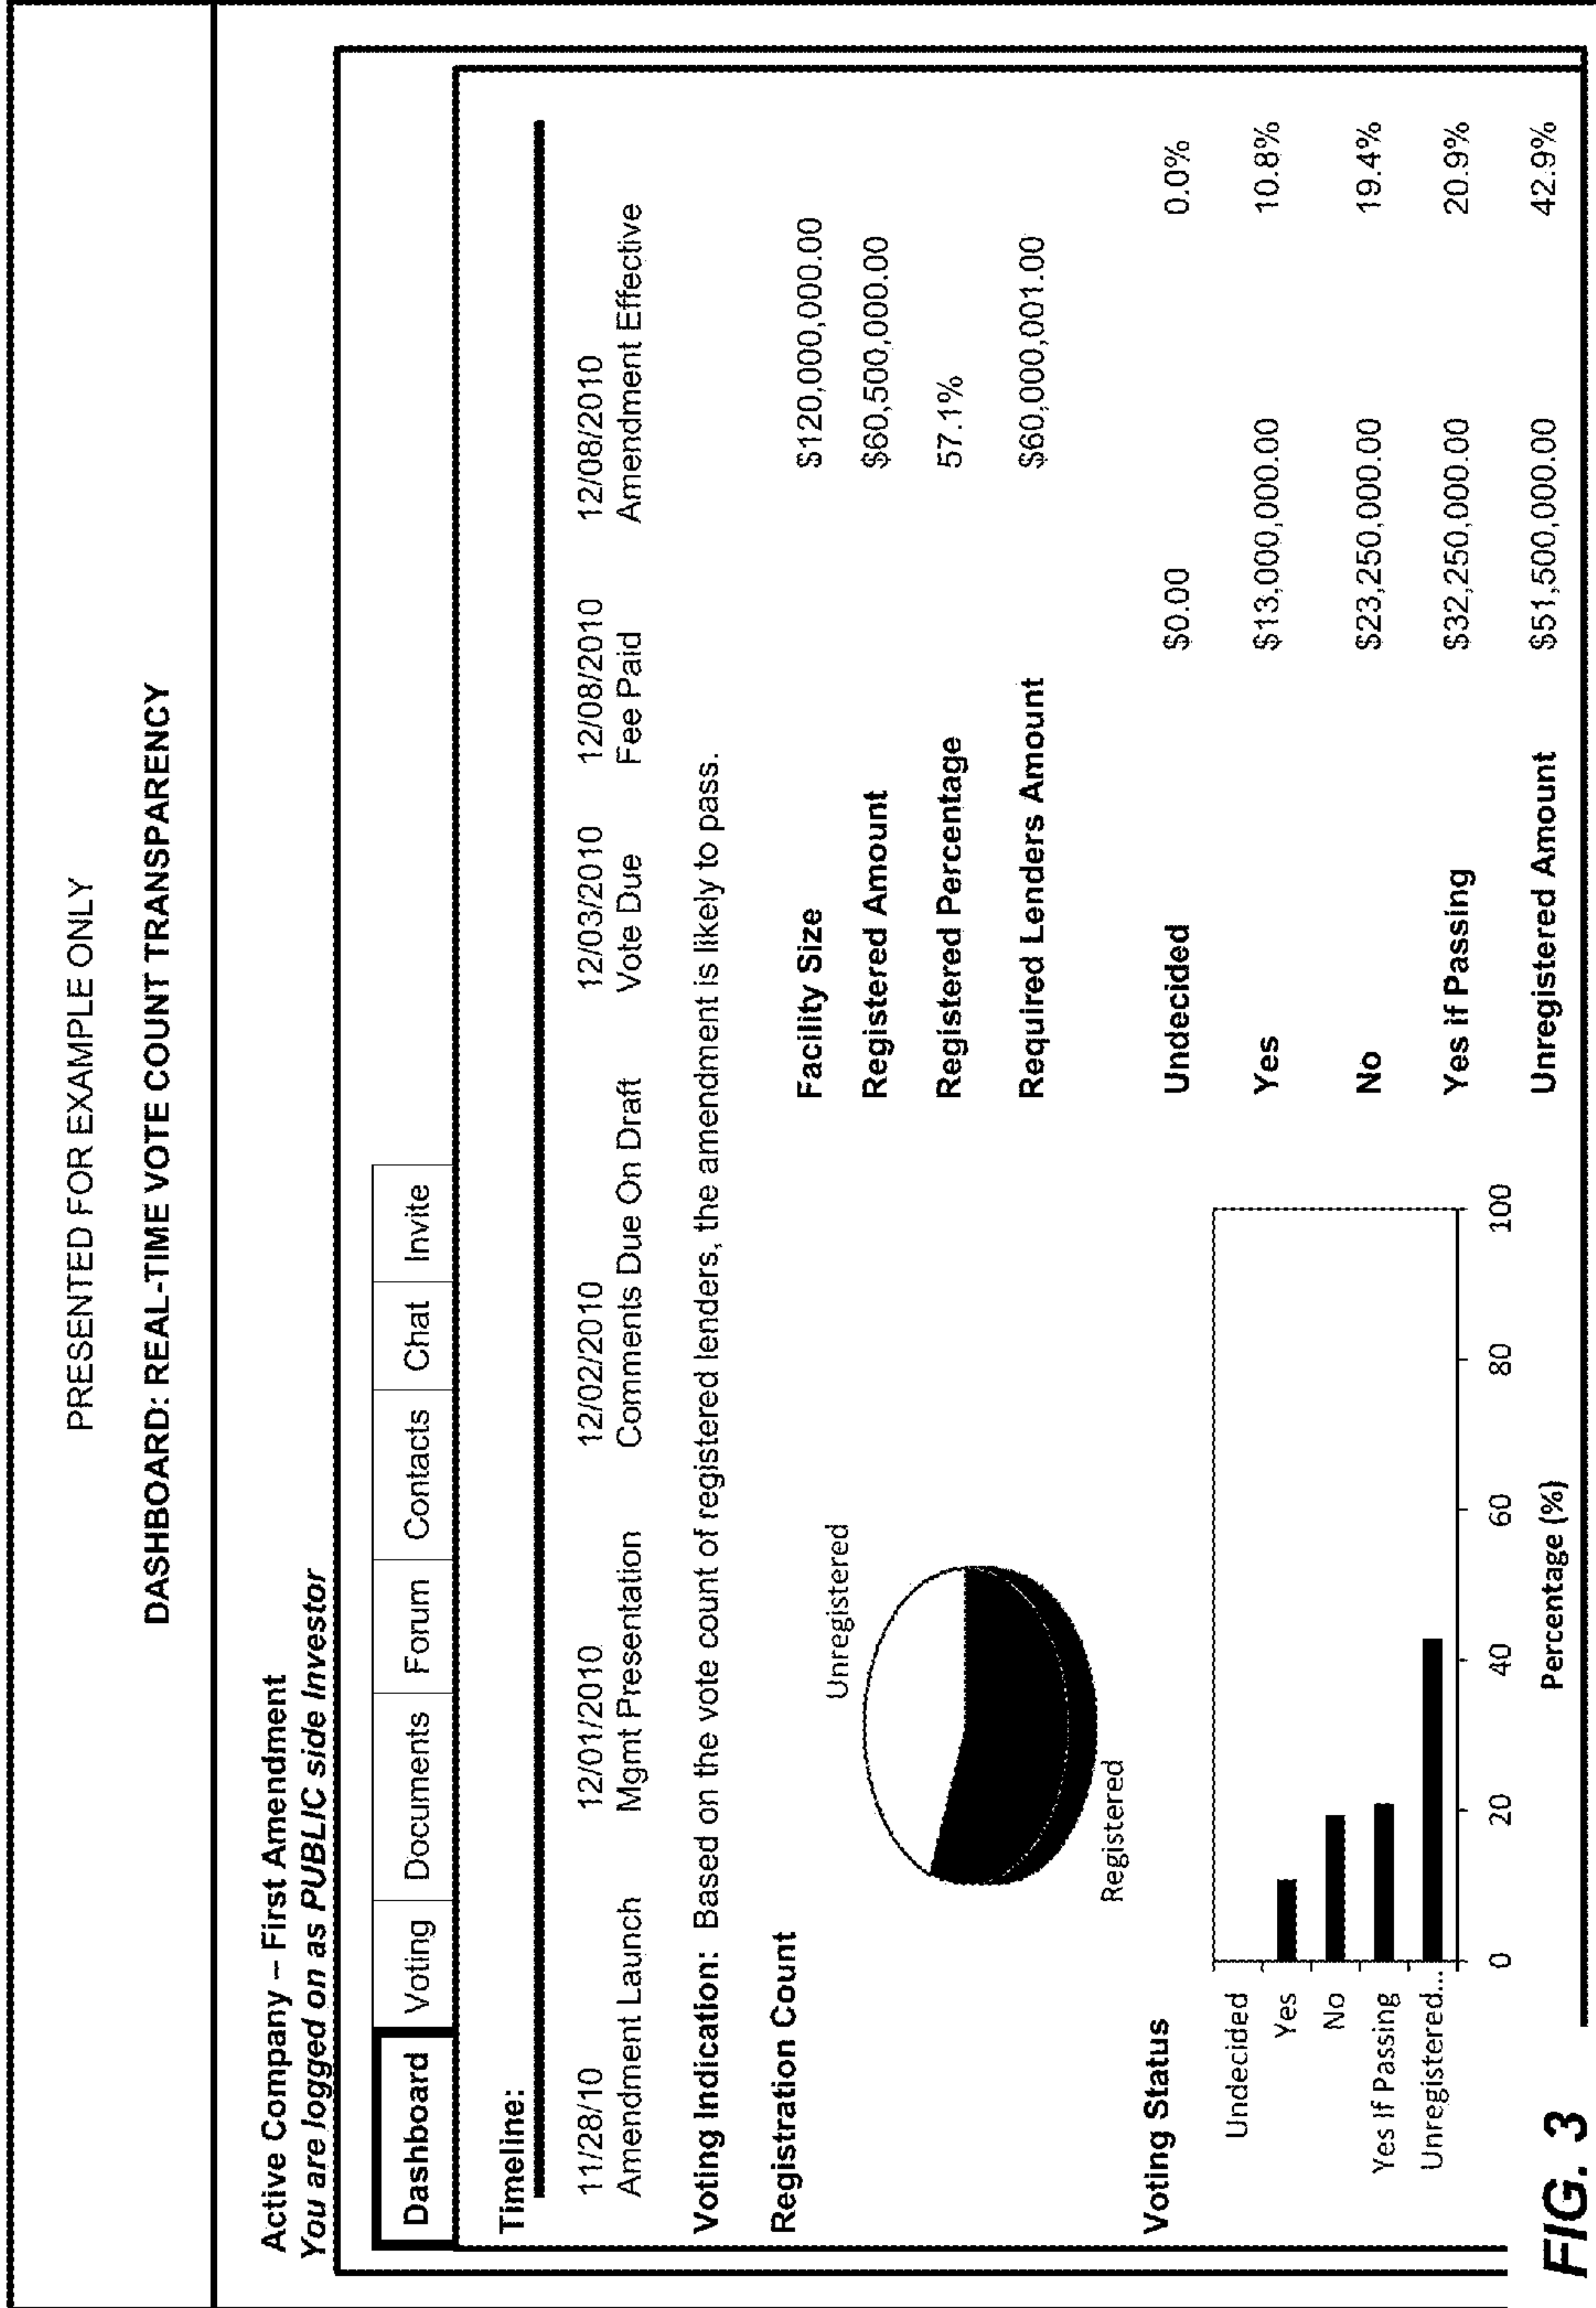 PRESENTED FOR EXAMPLE ONLY
DASHBOARD: REAL-TIME VOTE COUNT TRANSPARENCY
Active Company – First Amendment
You are logged on as PUBLIC side Investor
Dashboard Voting Documents Forum Contacts Chat Invite
Timeline:
11/28/10 12/01/2010 12/02/2010 12/03/2010 12/08/2010 12/08/2010
Amendment Launch Mgmt Presentation Comments Due On Draft Vote Due Fee Paid Amendment Effective
Voting Indication: Based on the vote count of registered lenders, the amendment is likely to pass.
Registration Count
Unregistered
Registered
Facility Size $120,000,000.00
Registered Amount $60,500,000.00
Registered Percentage 57.1%
Required Lenders Amount $60,000,001.00
Voting Status
Undecided
Yes
No
Yes If Passing
Unregistered...
0 20 40 60 80 100
Percentage (%)
Undecided $0.00 0.0%
Yes $13,000,000.00 10.8%
No $23,250,000.00 19.4%
Yes if Passing $32,250,000.00 20.9%
Unregistered Amount $51,500,000.00 42.9%
FIG. 3